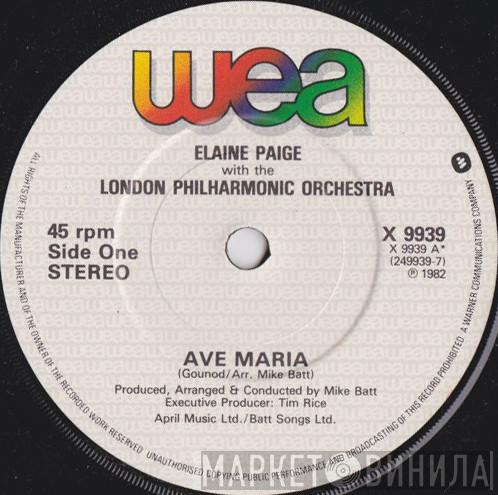 wea
ELAINE PAIGE
with the
LONDON PHILHARMONIC ORCHESTRA
45 rpm
Side One
STEREO
X 9939
X 9939 A*
(249939-7)
℗ 1982
AVE MARIA
(Gounod/Arr. Mike Batt)
Produced, Arranged & Conducted by Mike Batt
Executive Producer: Tim Rice
April Music Ltd./Batt Songs Ltd.
ALL RIGHTS OF THE MANUFACTURER AND OF THE OWNER OF THE RECORDED WORK RESERVED UNAUTHORISED COPYING PUBLIC PERFORMANCE AND BROADCASTING OF THIS RECORD PROHIBITED A WARNER COMMUNICATIONS COMPANY
МАРКЕТ ВИНИЛА